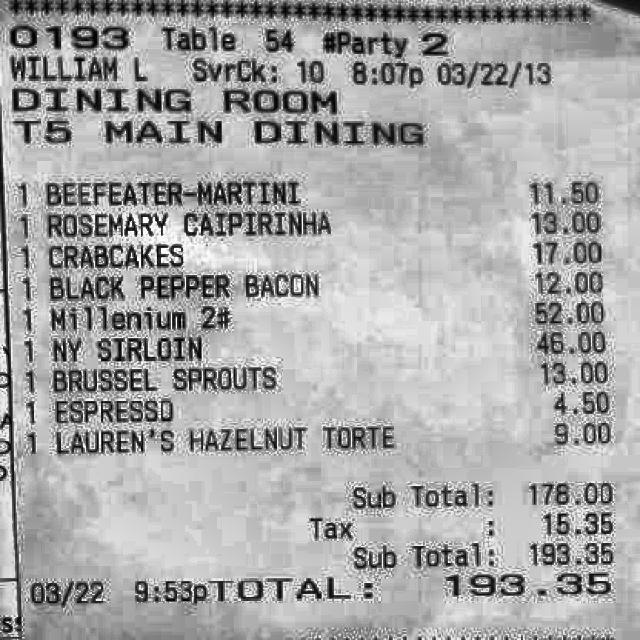 0193 Table 54 #Party 2
WILLIAM L SvrCk: 10 8:07p 03/22/13
DINING ROOM
T5 MAIN DINING
1 BEEFEATER-MARTINI 11.50
1 ROSEMARY CAIPIRINHA 13.00
1 CRABCAKES 17.00
1 BLACK PEPPER BACON 12.00
1 Millenium 2# 52.00
1 NY SIRLOIN 46.00
1 BRUSSEL SPROUTS 13.00
1 ESPRESSO 4.50
1 LAUREN'S HAZELNUT TORTE 9.00
Sub Total: 178.00
Tax : 15.35
Sub Total: 193.35
03/22 9:53pTOTAL: 193.35